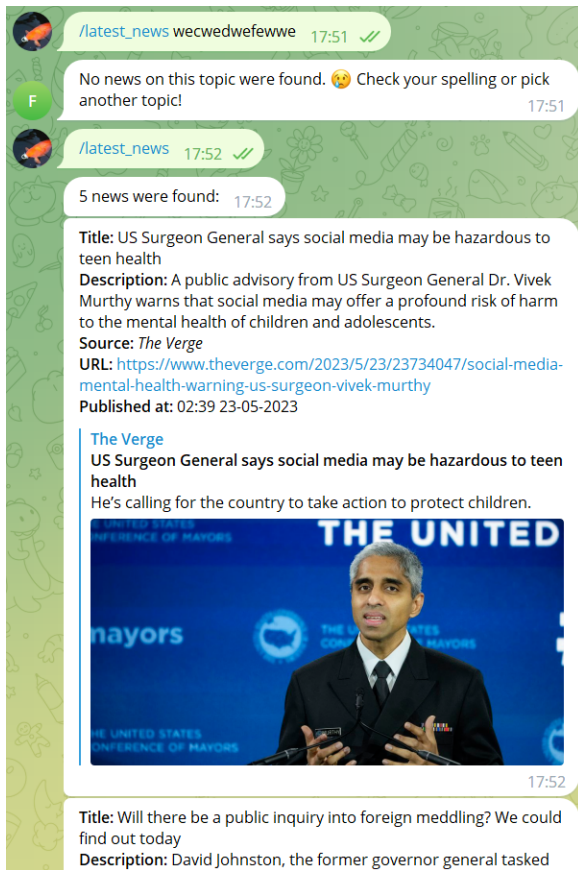 /latest_news wecwedwefewwe 17:51
F
No news on this topic were found. 😢 Check your spelling or pick
another topic!
17:51
/latest_news 17:52
5 news were found: 17:52
Title: US Surgeon General says social media may be hazardous to
teen health
Description: A public advisory from US Surgeon General Dr. Vivek
Murthy warns that social media may offer a profound risk of harm
to the mental health of children and adolescents.
Source: The Verge
URL: https://www.theverge.com/2023/5/23/23734047/social-media-
mental-health-warning-us-surgeon-vivek-murthy
Published at: 02:39 23-05-2023
The Verge
US Surgeon General says social media may be hazardous to teen
health
He’s calling for the country to take action to protect children.
UNITED STATES
CONFERENCE OF MAYORS
THE UNITED
mayors
THE UNITED STATES
CONFERENCE OF MAYORS
17:52
Title: Will there be a public inquiry into foreign meddling? We could
find out today
Description: David Johnston, the former governor general tasked